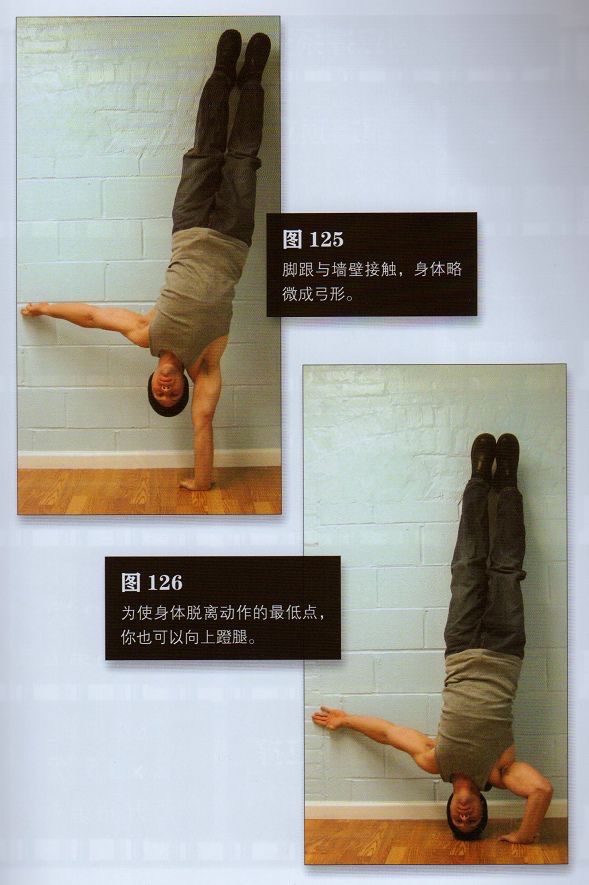 图 125
脚跟与墙壁接触，身体略
微成弓形。
图 126
为使身体脱离动作的最低点，
你也可以向上蹬腿。